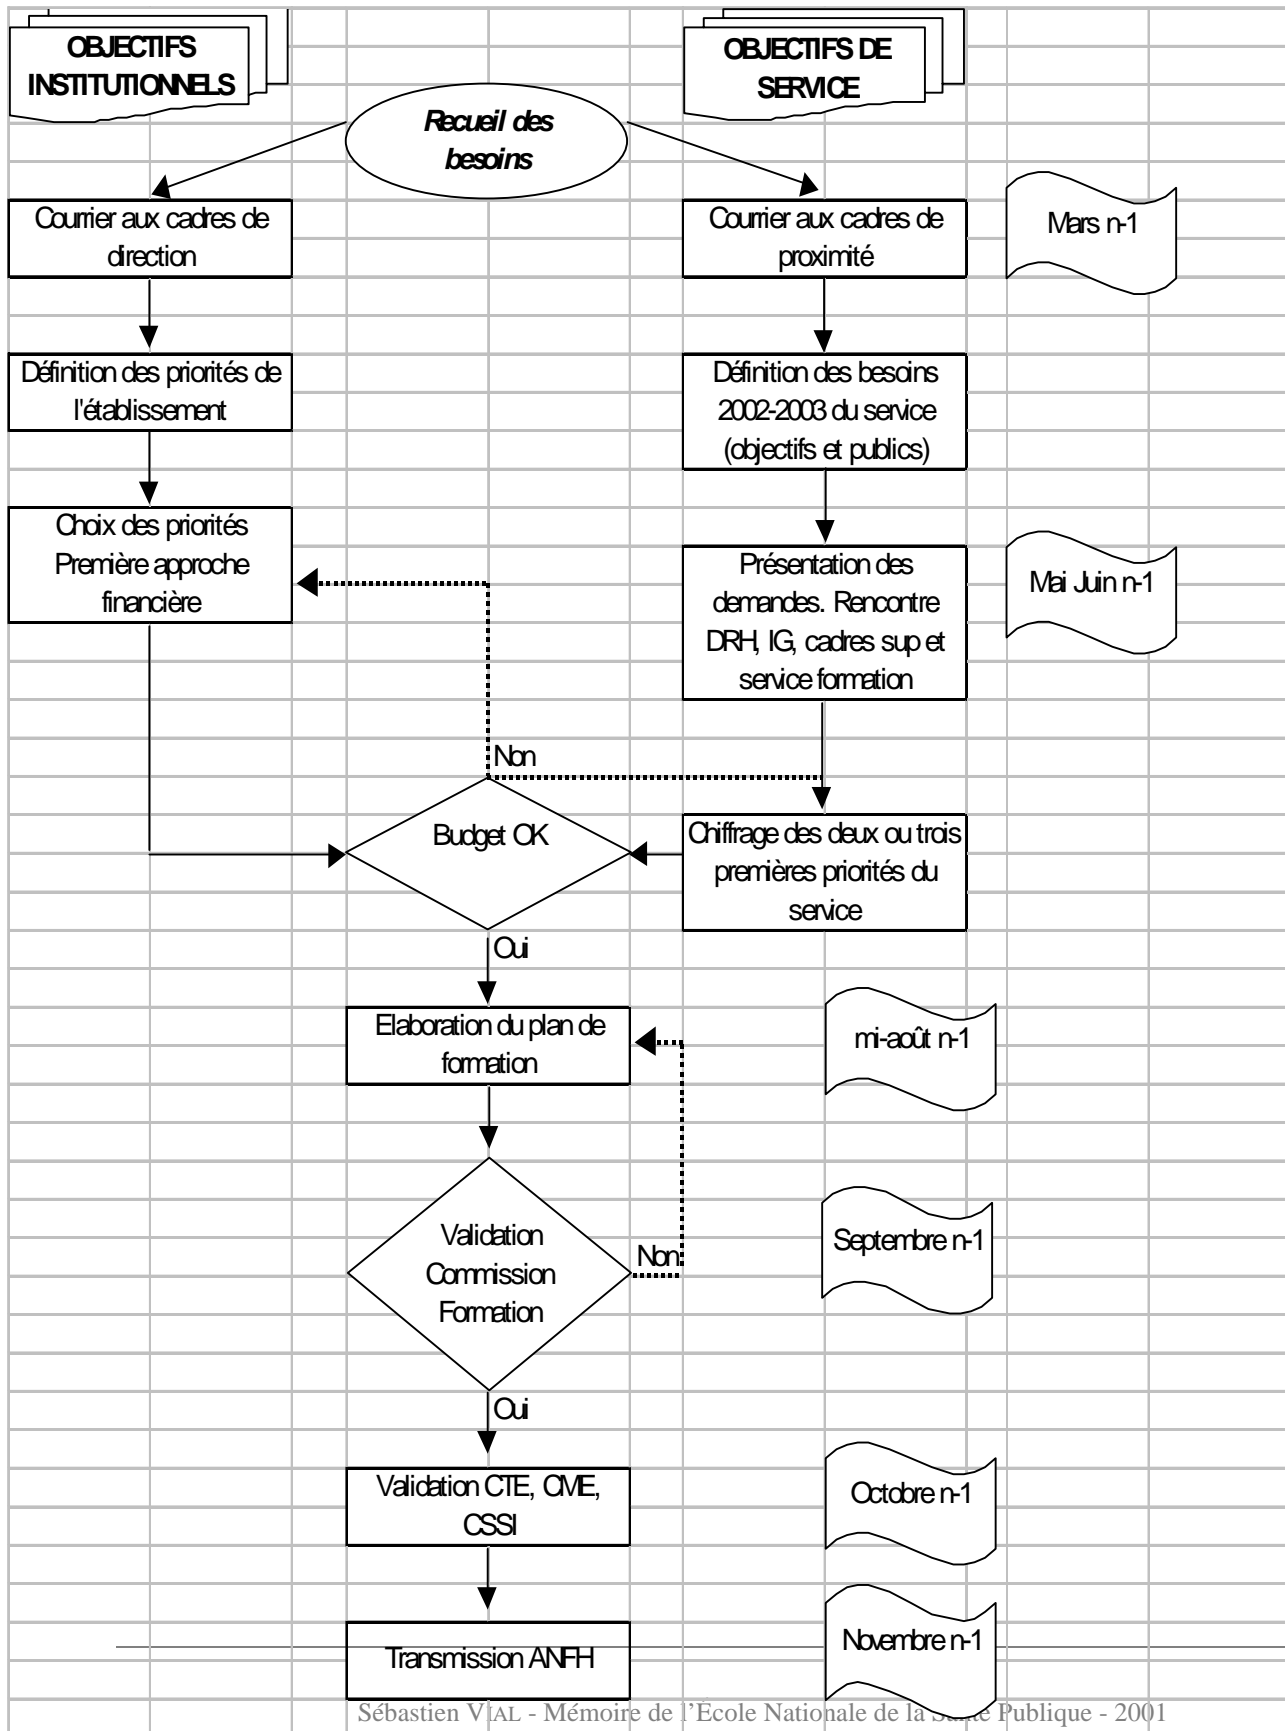 OBJECTIFS
INSTITUTIONNELS
OBJECTIFS DE
SERVICE
Recueil des
besoins
Courrier aux cadres de
direction
Courrier aux cadres de
proximité
Mars n-1
Définition des priorités de
l'établissement
Définition des besoins
2002-2003 du service
(objectifs et publics)
Choix des priorités
Première approche
financière
Présentation des
demandes. Rencontre
DRH, IG, cadres sup et
service formation
Mai Juin n-1
Non
Budget OK
Chiffrage des deux ou trois
premières priorités du
service
Oui
Elaboration du plan de
formation
mi-août n-1
Validation
Commission
Formation
Non
Septembre n-1
Oui
Validation CTE, CME,
CSSI
Octobre n-1
Transmission ANFH
Novembre n-1
Sébastien VIAL - Mémoire de l'École Nationale de la Santé Publique - 2001